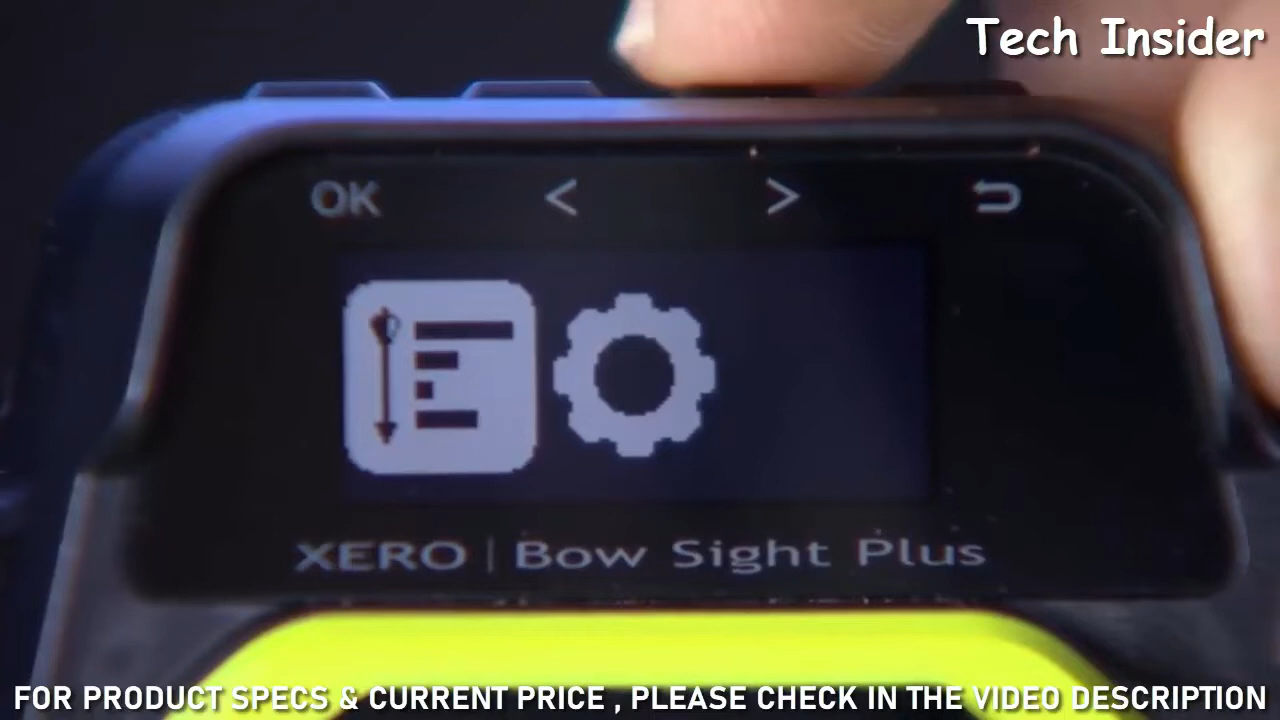 Tech Insider
OK < >
XERO | Bow Sight Plus
FOR PRODUCT SPECS & CURRENT PRICE , PLEASE CHECK IN THE VIDEO DESCRIPTION